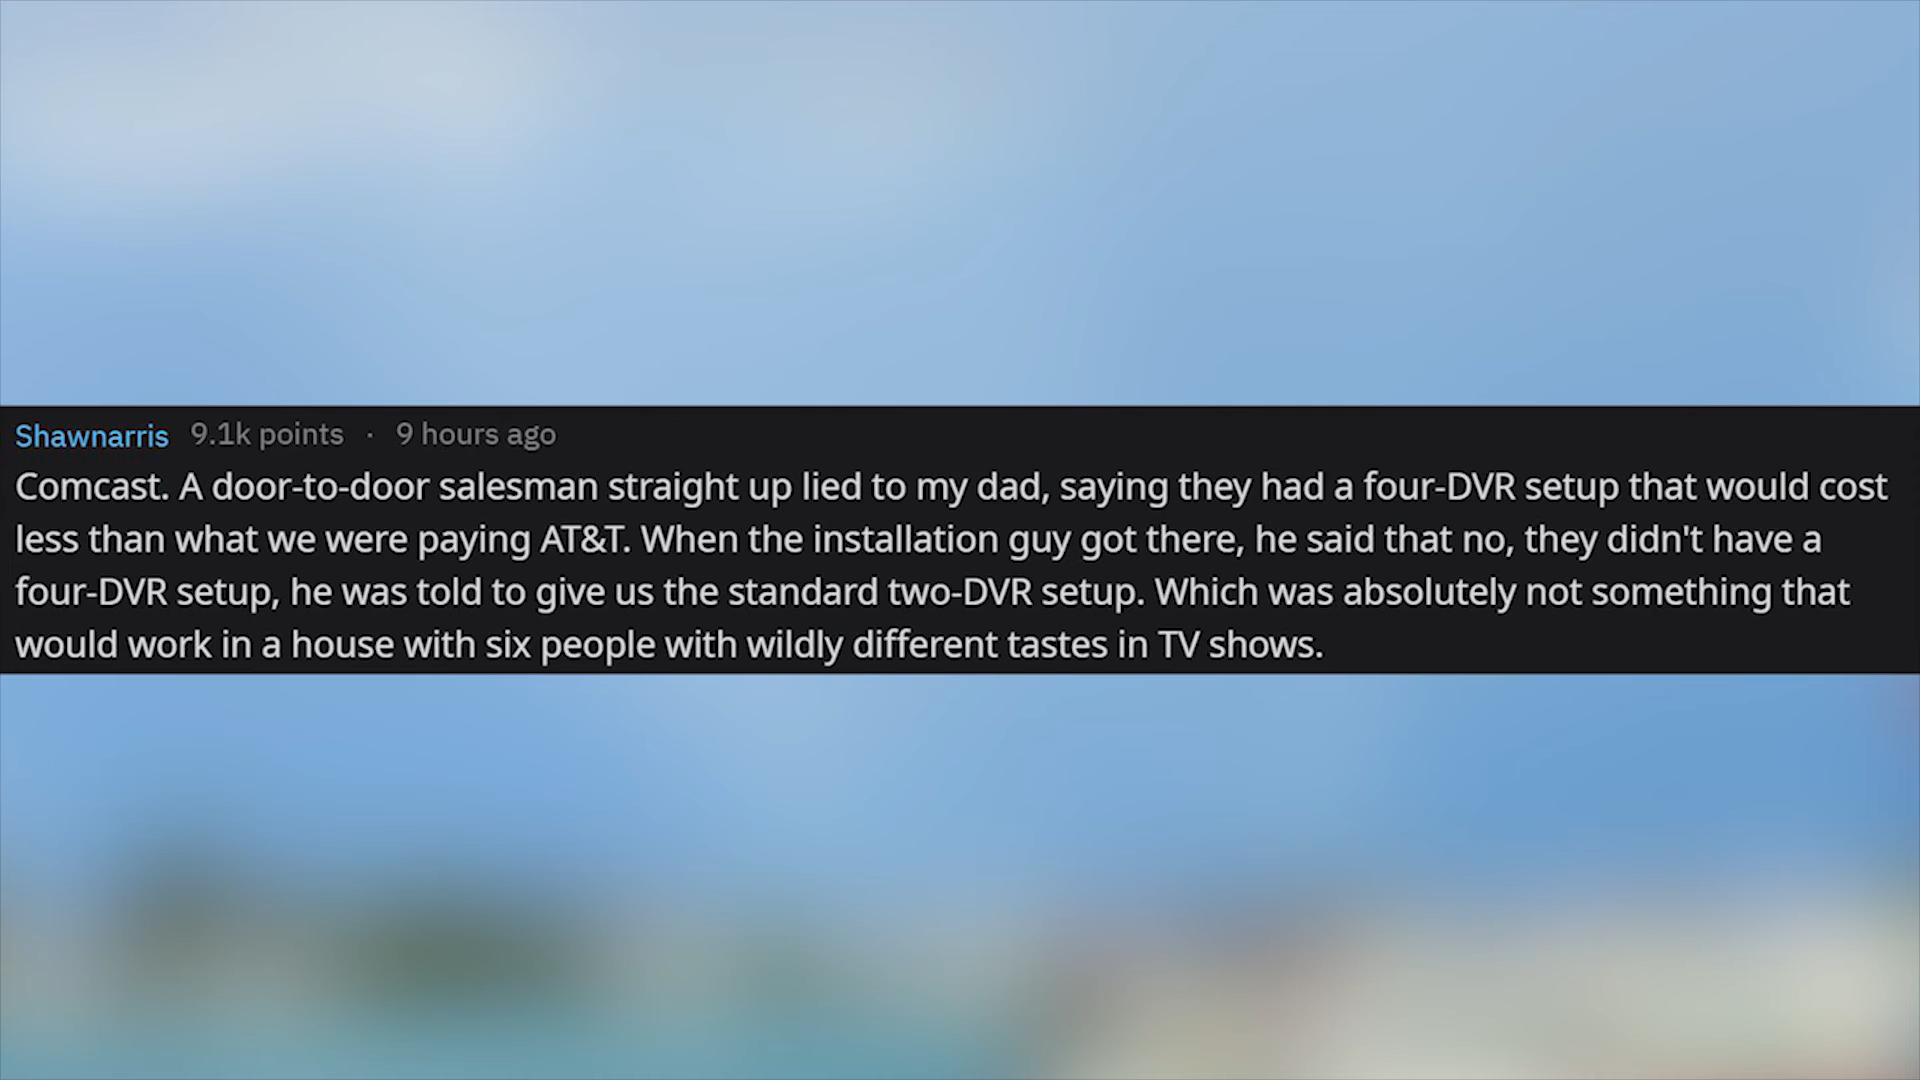 Shawnarris 9.1k points · 9 hours ago
Comcast. A door-to-door salesman straight up lied to my dad, saying they had a four-DVR setup that would cost
less than what we were paying AT&T. When the installation guy got there, he said that no, they didn't have a
four-DVR setup, he was told to give us the standard two-DVR setup. Which was absolutely not something that
would work in a house with six people with wildly different tastes in TV shows.